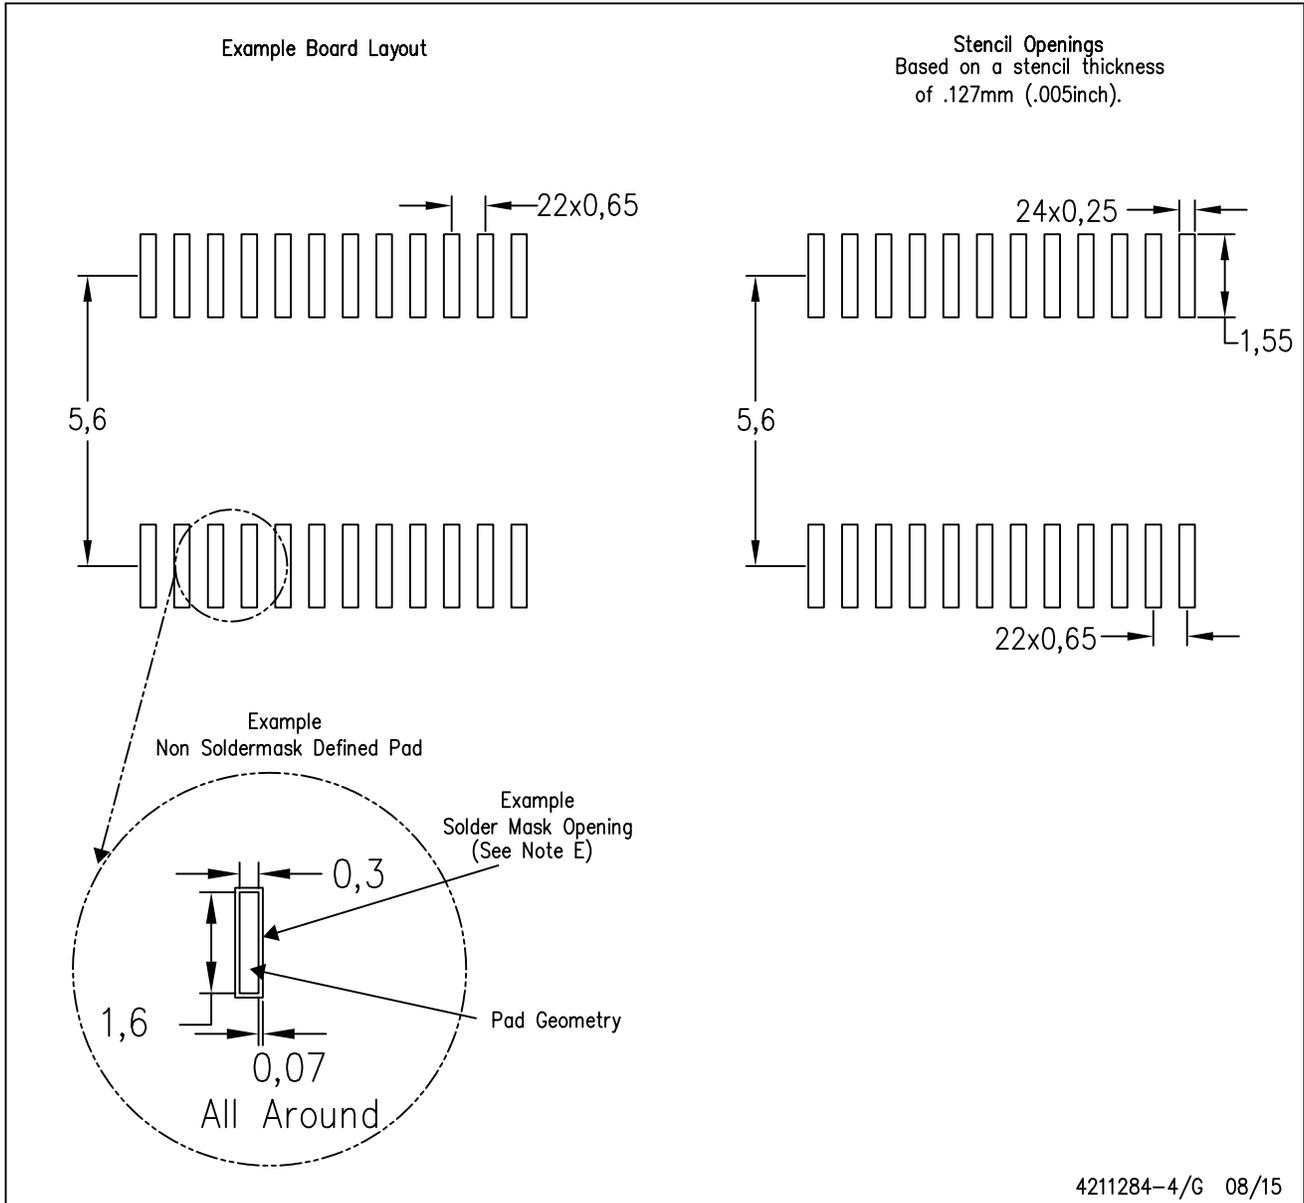 Example Board Layout
Stencil Openings
Based on a stencil thickness
of .127mm (.005inch).
22x0,65
5,6
24x0,25
1,55
5,6
22x0,65
Example
Non Soldermask Defined Pad
Example
Solder Mask Opening
(See Note E)
0,3
1,6
Pad Geometry
0,07
All Around
4211284-4/G 08/15